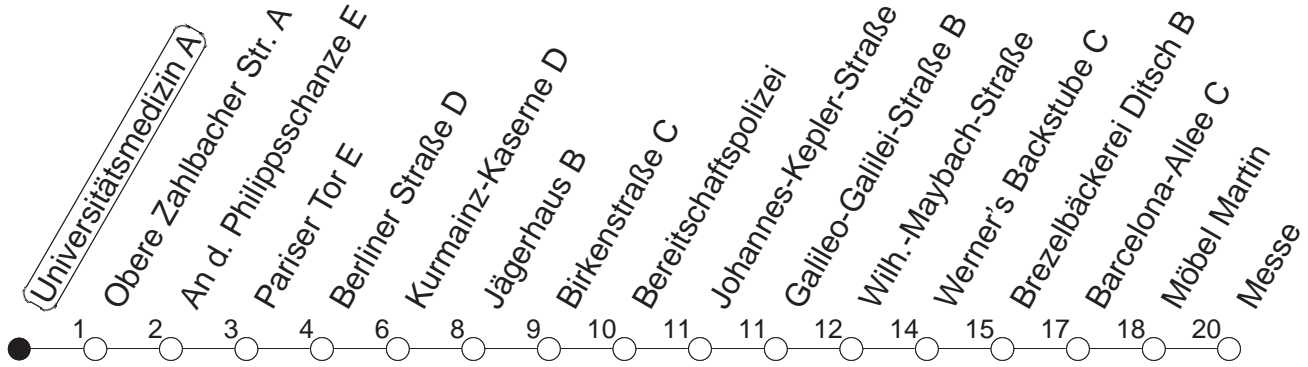 Universitätsmedizin A
Obere Zahlbacher Str. A
An d. Philippsschanze E
Pariser Tor E
Berliner Straße D
Kurmainz-Kaserne D
Jägerhaus B
Birkenstraße C
Bereitschaftspolizei
Johannes-Kepler-Straße
Galileo-Galilei-Straße B
Wilh.-Maybach-Straße
Werner's Backstube C
Brezelbäckerei Ditsch B
Barcelona-Allee C
Möbel Martin
Messe
1 2 3 4 6 8 9 10 11 11 12 14 15 17 18 20